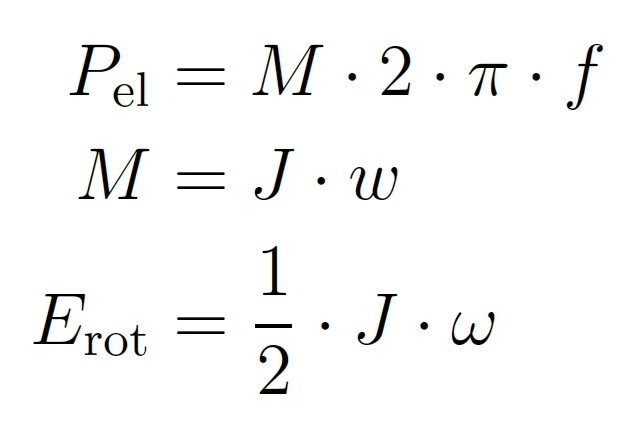 P_el = M · 2 · π · f
M = J · w
E_rot = 1/2 · J · ω